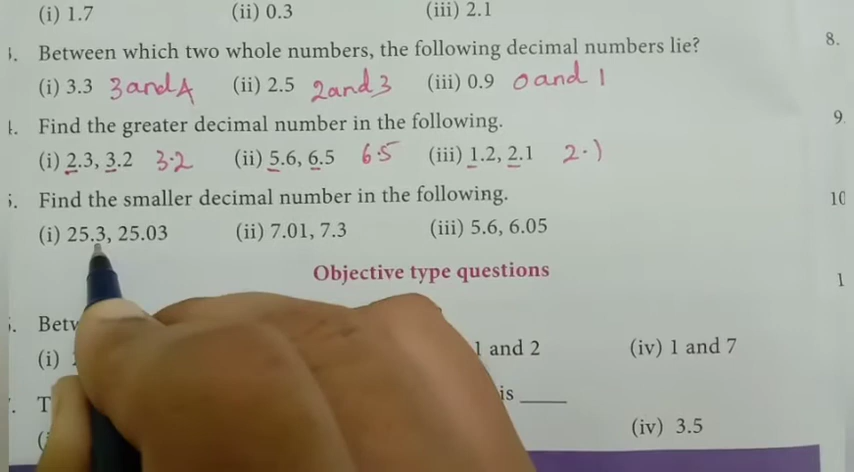 (i) 1.7 (ii) 0.3 (iii) 2.1
Between which two whole numbers, the following decimal numbers lie? 8.
(i) 3.3 3 and 4 (ii) 2.5 2 and 3 (iii) 0.9 0 and 1
Find the greater decimal number in the following. 9.
(i) 2.3, 3.2 3.2 (ii) 5.6, 6.5 6.5 (iii) 1.2, 2.1 2.1
Find the smaller decimal number in the following. 10
(i) 25.3, 25.03 (ii) 7.01, 7.3 (iii) 5.6, 6.05
Objective type questions 1
(i) 1 and 2 (iv) 1 and 7
is ____
(iv) 3.5